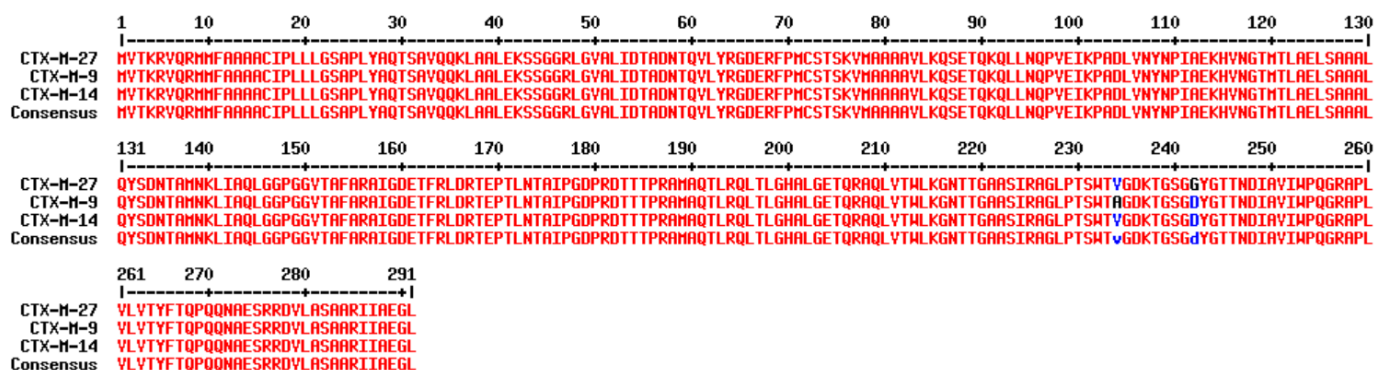 1 10 20 30 40 50 60 70 80 90 100 110 120 130
|--------+---------+---------+---------+---------+---------+---------+---------+---------+---------+---------+---------+---------|
CTX-M-27 MVTKRVQRMMFAAAACIPLLLGSAPLYAQTSAVQQKLAALEKSSGGRLGVALIDTADNTQVLYRGDERFPMCSTSKVMAAAAVLKQSETQKQLLNQPVEIKPADLVNYNPIAEKHVNGTMTLAELSAAAL
CTX-M-9 MVTKRVQRMMFAAAACIPLLLGSAPLYAQTSAVQQKLAALEKSSGGRLGVALIDTADNTQVLYRGDERFPMCSTSKVMAAAAVLKQSETQKQLLNQPVEIKPADLVNYNPIAEKHVNGTMTLAELSAAAL
CTX-M-14 MVTKRVQRMMFAAAACIPLLLGSAPLYAQTSAVQQKLAALEKSSGGRLGVALIDTADNTQVLYRGDERFPMCSTSKVMAAAAVLKQSETQKQLLNQPVEIKPADLVNYNPIAEKHVNGTMTLAELSAAAL
Consensus MVTKRVQRMMFAAAACIPLLLGSAPLYAQTSAVQQKLAALEKSSGGRLGVALIDTADNTQVLYRGDERFPMCSTSKVMAAAAVLKQSETQKQLLNQPVEIKPADLVNYNPIAEKHVNGTMTLAELSAAAL
131 140 150 160 170 180 190 200 210 220 230 240 250 260
|--------+---------+---------+---------+---------+---------+---------+---------+---------+---------+---------+---------+---------|
CTX-M-27 QYSDNTAMNKLIAQLGGPGGVTAFARAIGDETFRLDRTEPTLNTAIPGDPRDTTTPRAMAQTLRQLTLGHALGETQRAQLVTWLKGNTTGAASIRAGLPTSWTVGDKTGSGGYGTTNDIAVIWPQGRAPL
CTX-M-9 QYSDNTAMNKLIAQLGGPGGVTAFARAIGDETFRLDRTEPTLNTAIPGDPRDTTTPRAMAQTLRQLTLGHALGETQRAQLVTWLKGNTTGAASIRAGLPTSWTAGDKTGSGDYGTTNDIAVIWPQGRAPL
CTX-M-14 QYSDNTAMNKLIAQLGGPGGVTAFARAIGDETFRLDRTEPTLNTAIPGDPRDTTTPRAMAQTLRQLTLGHALGETQRAQLVTWLKGNTTGAASIRAGLPTSWTVGDKTGSGDYGTTNDIAVIWPQGRAPL
Consensus QYSDNTAMNKLIAQLGGPGGVTAFARAIGDETFRLDRTEPTLNTAIPGDPRDTTTPRAMAQTLRQLTLGHALGETQRAQLVTWLKGNTTGAASIRAGLPTSWTvGDKTGSGdYGTTNDIAVIWPQGRAPL
261 270 280 291
|--------+---------+---------+|
CTX-M-27 VLVTYFTQPQQNAESRRDVLASAARIIAEGL
CTX-M-9 VLVTYFTQPQQNAESRRDVLASAARIIAEGL
CTX-M-14 VLVTYFTQPQQNAESRRDVLASAARIIAEGL
Consensus VLVTYFTQPQQNAESRRDVLASAARIIAEGL